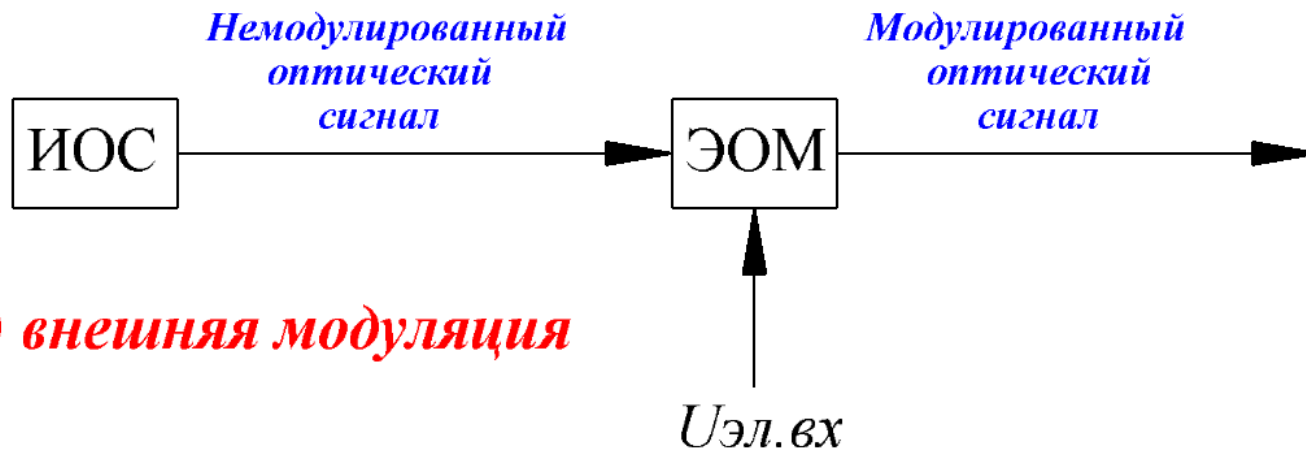 Немодулированный
оптический
сигнал
Модулированный
оптический
сигнал
ИОС
ЭОМ
) внешняя модуляция
Uэл.вх